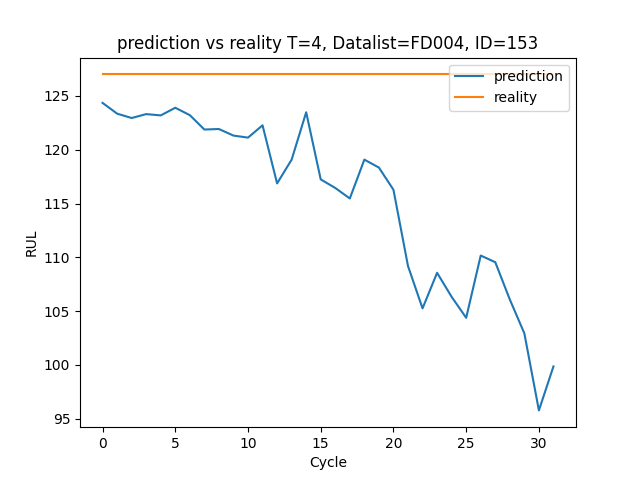 prediction vs reality T=4, Datalist=FD004, ID=153
prediction
reality
125
120
115
110
105
100
95
RUL
0 5 10 15 20 25 30
Cycle